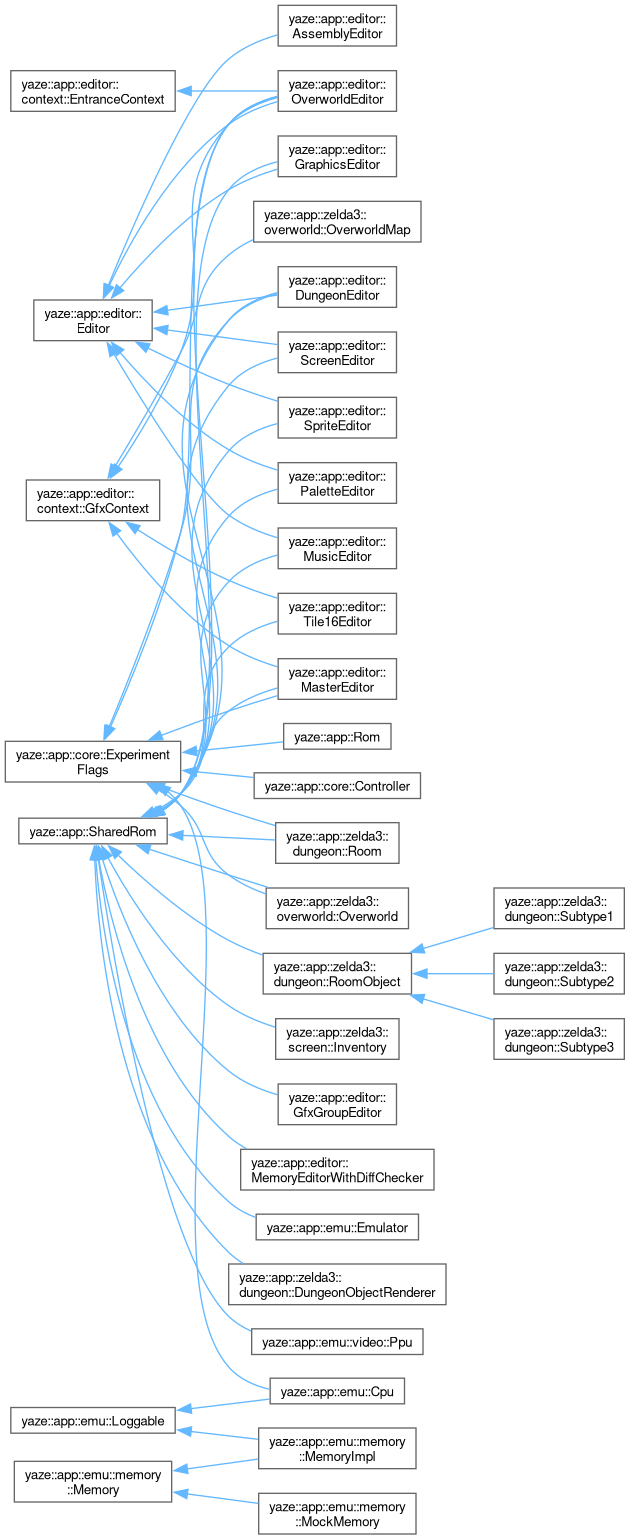 yaze::app::editor::
AssemblyEditor
yaze::app::editor::
context::EntranceContext
yaze::app::editor::
OverworldEditor
yaze::app::editor::
GraphicsEditor
yaze::app::zelda3::
overworld::OverworldMap
yaze::app::editor::
DungeonEditor
yaze::app::editor::
Editor
yaze::app::editor::
ScreenEditor
yaze::app::editor::
SpriteEditor
yaze::app::editor::
PaletteEditor
yaze::app::editor::
context::GfxContext
yaze::app::editor::
MusicEditor
yaze::app::editor::
Tile16Editor
yaze::app::editor::
MasterEditor
yaze::app::Rom
yaze::app::core::Experiment
Flags
yaze::app::core::Controller
yaze::app::SharedRom
yaze::app::zelda3::
dungeon::Room
yaze::app::zelda3::
overworld::Overworld
yaze::app::zelda3::
dungeon::Subtype1
yaze::app::zelda3::
dungeon::RoomObject
yaze::app::zelda3::
dungeon::Subtype2
yaze::app::zelda3::
screen::Inventory
yaze::app::zelda3::
dungeon::Subtype3
yaze::app::editor::
GfxGroupEditor
yaze::app::editor::
MemoryEditorWithDiffChecker
yaze::app::emu::Emulator
yaze::app::zelda3::
dungeon::DungeonObjectRenderer
yaze::app::emu::video::Ppu
yaze::app::emu::Cpu
yaze::app::emu::Loggable
yaze::app::emu::memory
::MemoryImpl
yaze::app::emu::memory
::Memory
yaze::app::emu::memory
::MockMemory